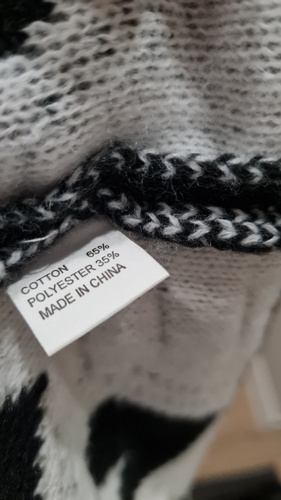 COTTON 65%
POLYESTER 35%
MADE IN CHINA